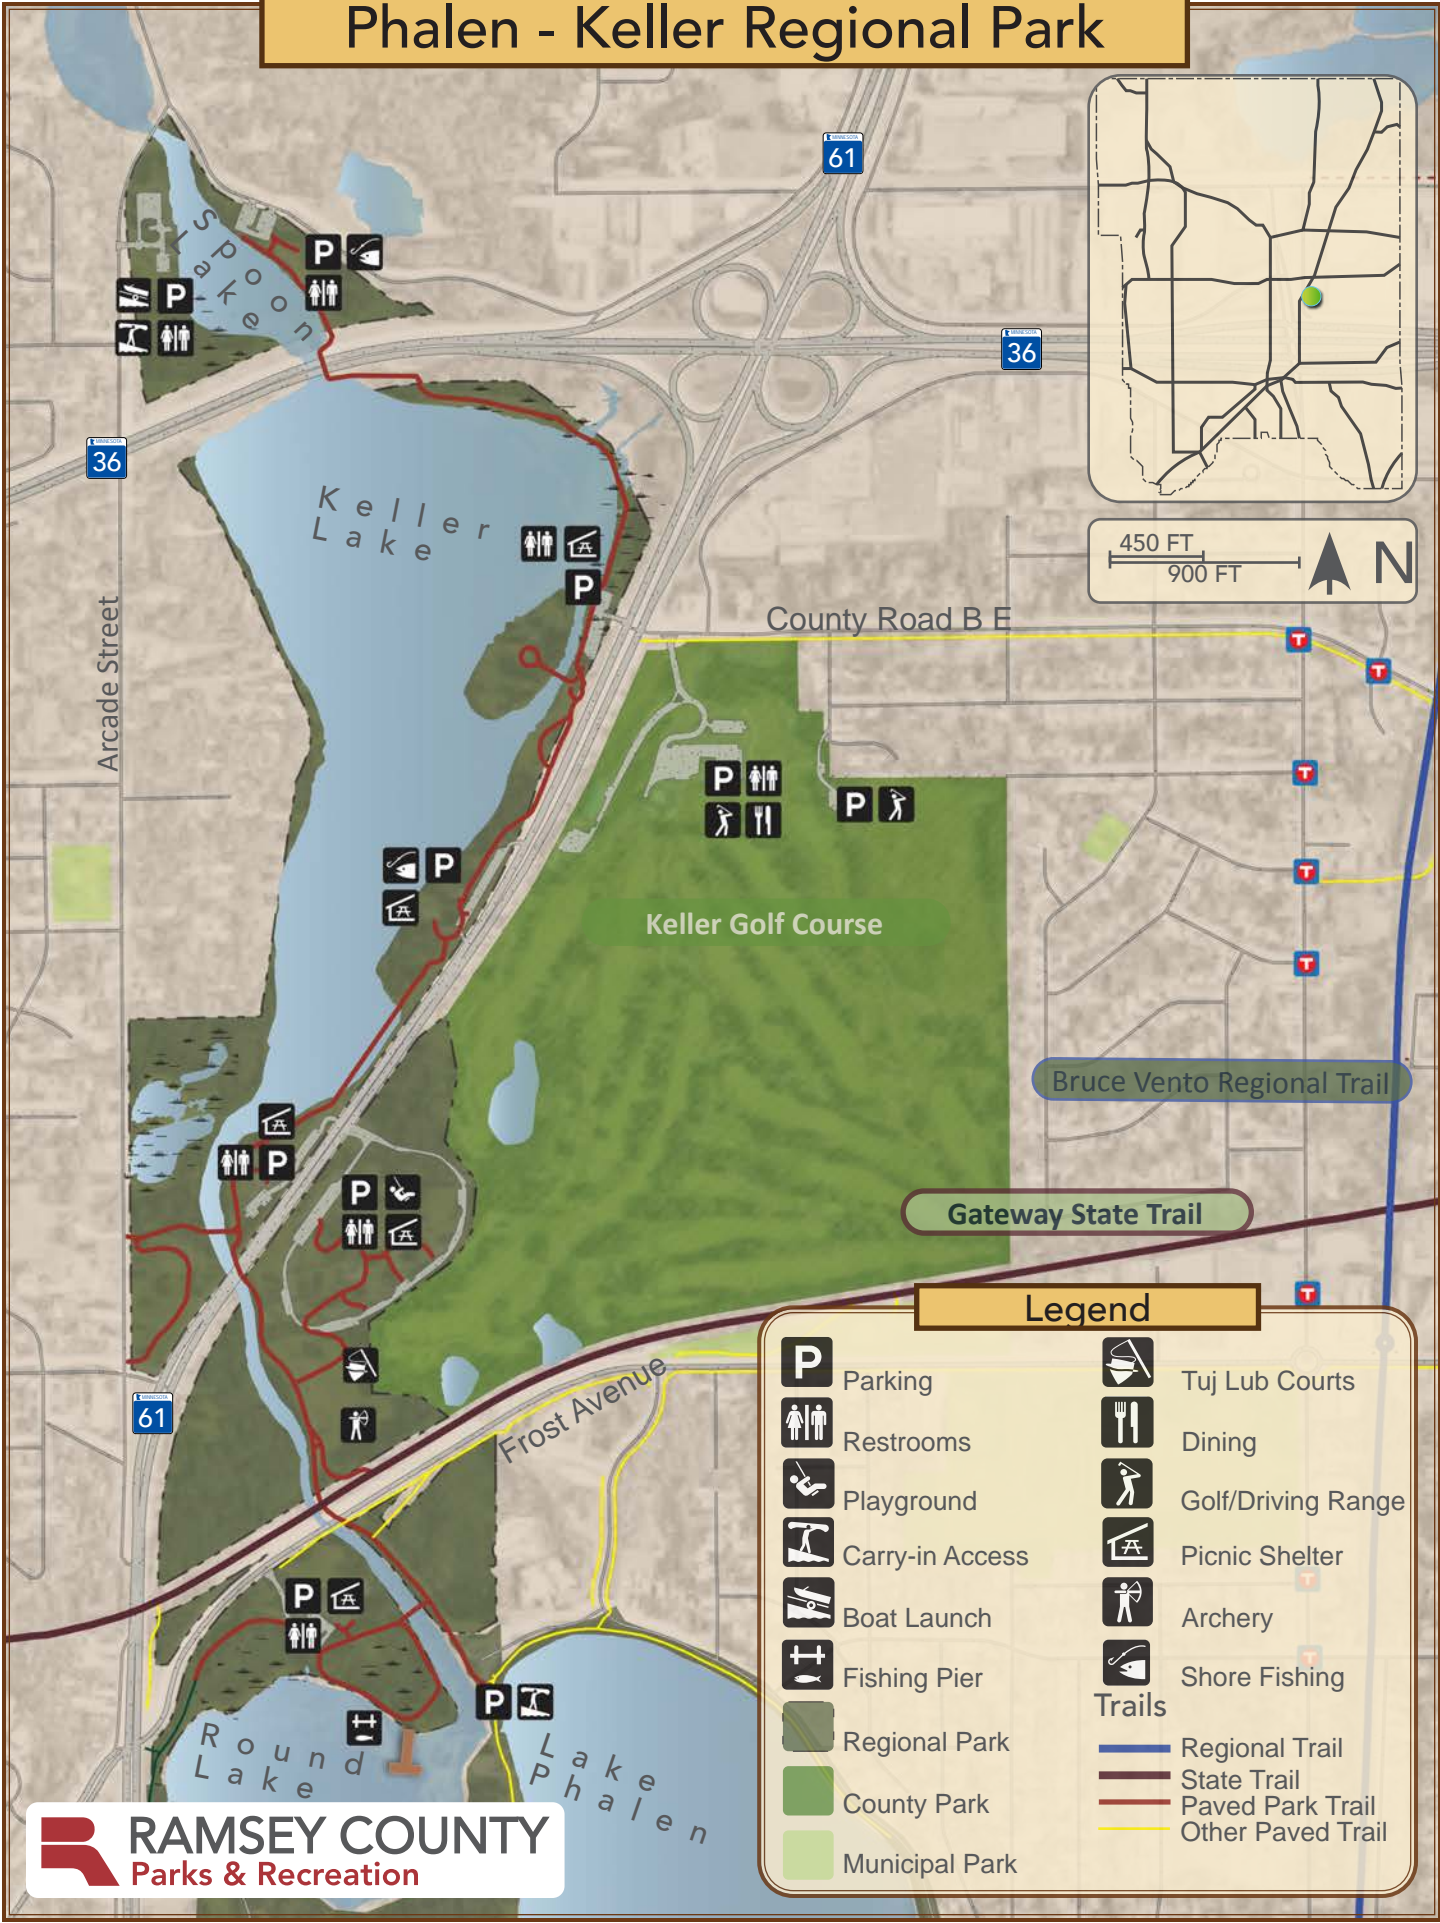 Phalen - Keller Regional Park
MINNESOTA
61
Spoon
Lake
P
P
MINNESOTA
36
MINNESOTA
36
Keller
Lake
450 FT
900 FT
N
P
County Road B E
T
T
Arcade Street
T
P
P
P
T
Keller Golf Course
T
Bruce Vento Regional Trail
P
P
Gateway State Trail
T
Frost Avenue
MINNESOTA
61
P
P
Round
Lake
Lake
Phalen
RAMSEY COUNTY
Parks & Recreation
Legend
P
Parking
Restrooms
Playground
Carry-in Access
Boat Launch
Fishing Pier
Regional Park
County Park
Municipal Park
Tuj Lub Courts
Dining
Golf/Driving Range
Picnic Shelter
Archery
Shore Fishing
Trails
Regional Trail
State Trail
Paved Park Trail
Other Paved Trail
T
T